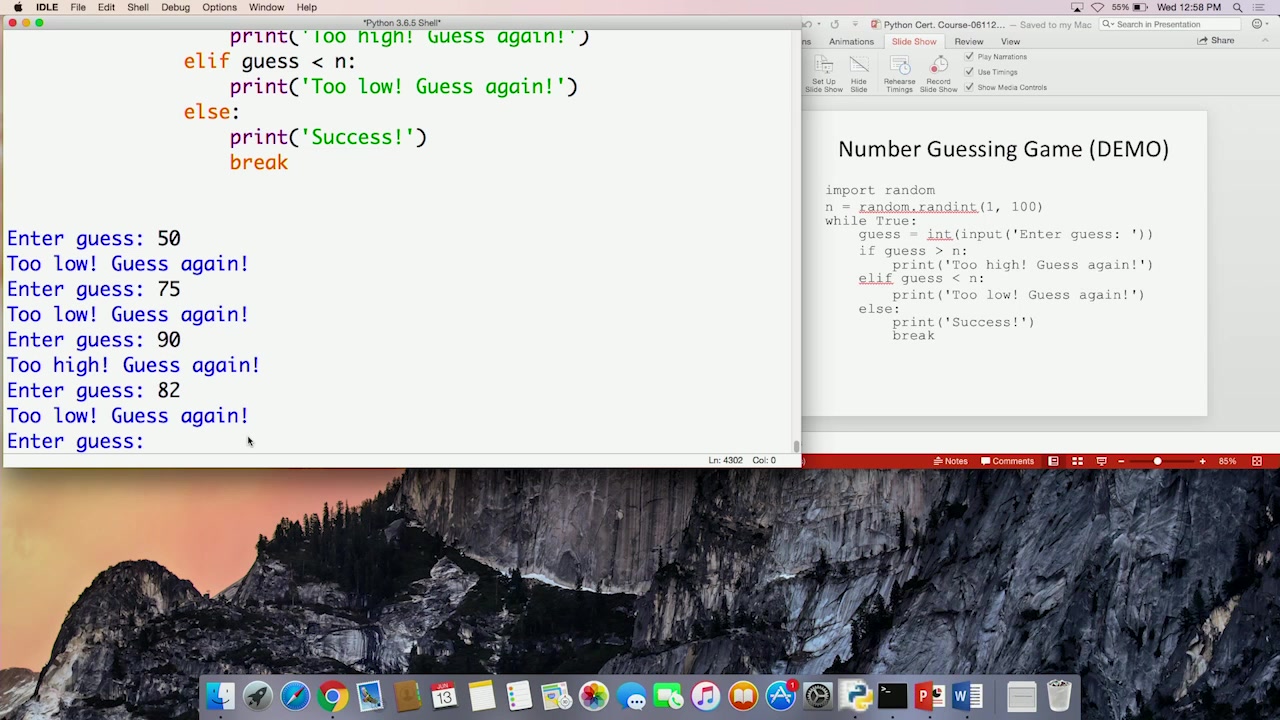 IDLE File Edit Shell Debug Options Window Help 55% Wed 12:58 PM
*Python 3.6.5 Shell*
print('Too high! Guess again!')
elif guess < n:
print('Too low! Guess again!')
else:
print('Success!')
break
Enter guess: 50
Too low! Guess again!
Enter guess: 75
Too low! Guess again!
Enter guess: 90
Too high! Guess again!
Enter guess: 82
Too low! Guess again!
Enter guess:
Ln: 4302 Col: 0
Python Cert. Course-06112... — Saved to my Mac
Search in Presentation
ns Animations Slide Show Review View Share
Set Up Slide Show
Hide Slide
Rehearse Timings
Record Slide Show
Play Narrations
Use Timings
Show Media Controls
Number Guessing Game (DEMO)
import random
n = random.randint(1, 100)
while True:
guess = int(input('Enter guess: '))
if guess > n:
print('Too high! Guess again!')
elif guess < n:
print('Too low! Guess again!')
else:
print('Success!')
break
Notes Comments 85%
JUN
13
1